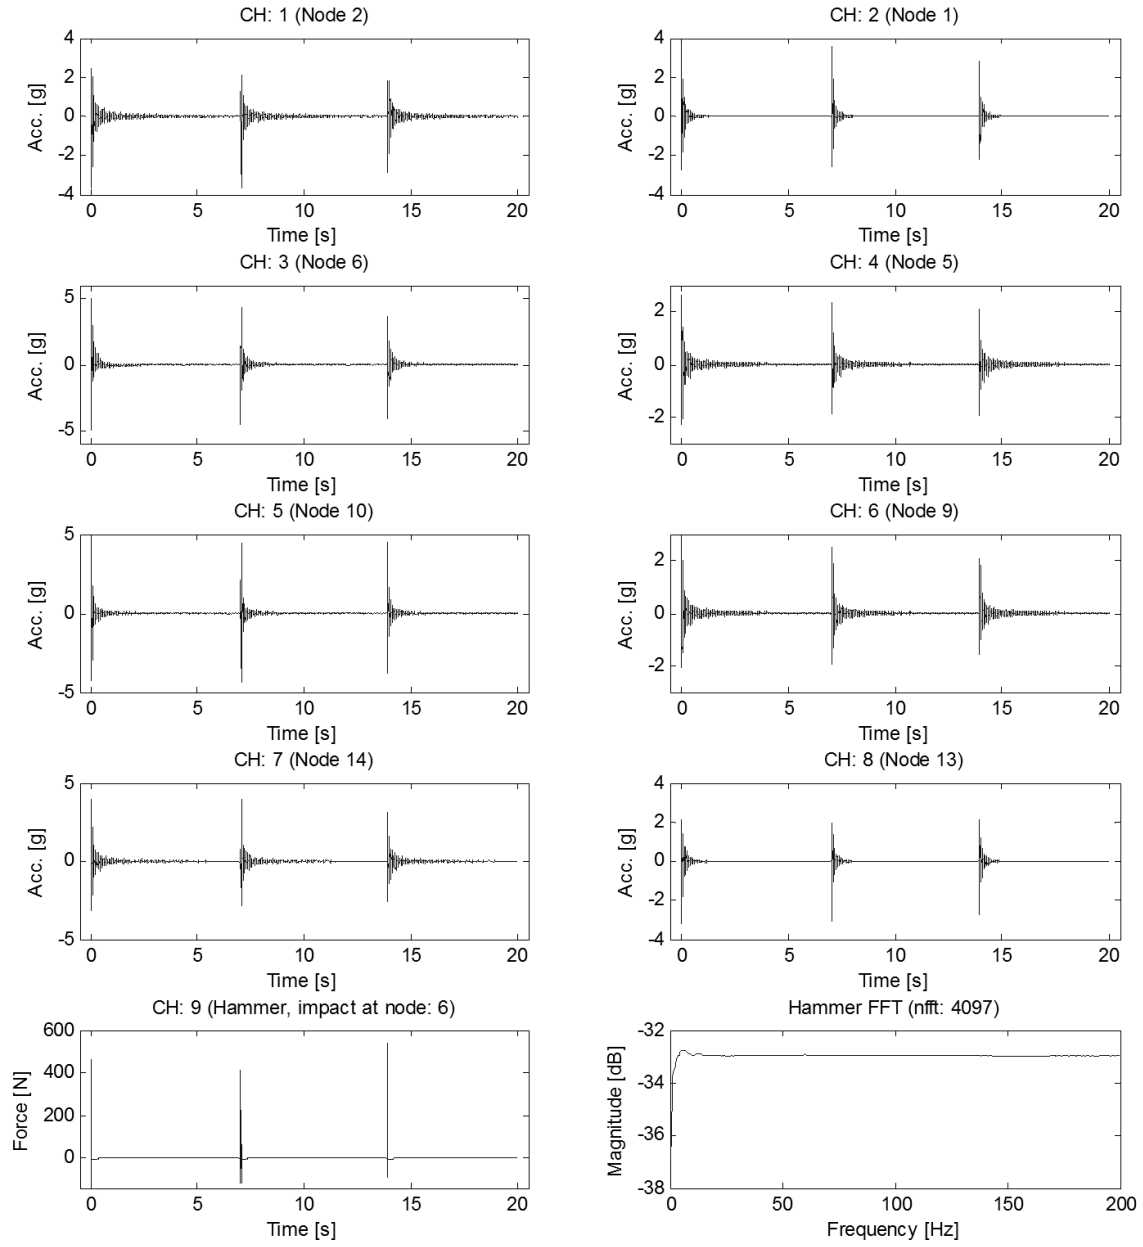 CH: 1 (Node 2)
Acc. [g]
4
2
0
-2
-4
0 5 10 15 20
Time [s]
CH: 2 (Node 1)
Acc. [g]
4
2
0
-2
-4
0 5 10 15 20
Time [s]
CH: 3 (Node 6)
Acc. [g]
5
0
-5
0 5 10 15 20
Time [s]
CH: 4 (Node 5)
Acc. [g]
2
0
-2
0 5 10 15 20
Time [s]
CH: 5 (Node 10)
Acc. [g]
5
0
-5
0 5 10 15 20
Time [s]
CH: 6 (Node 9)
Acc. [g]
2
0
-2
0 5 10 15 20
Time [s]
CH: 7 (Node 14)
Acc. [g]
5
0
-5
0 5 10 15 20
Time [s]
CH: 8 (Node 13)
Acc. [g]
4
2
0
-2
-4
0 5 10 15 20
Time [s]
CH: 9 (Hammer, impact at node: 6)
Force [N]
600
400
200
0
0 5 10 15 20
Time [s]
Hammer FFT (nfft: 4097)
Magnitude [dB]
-32
-34
-36
-38
0 50 100 150 200
Frequency [Hz]